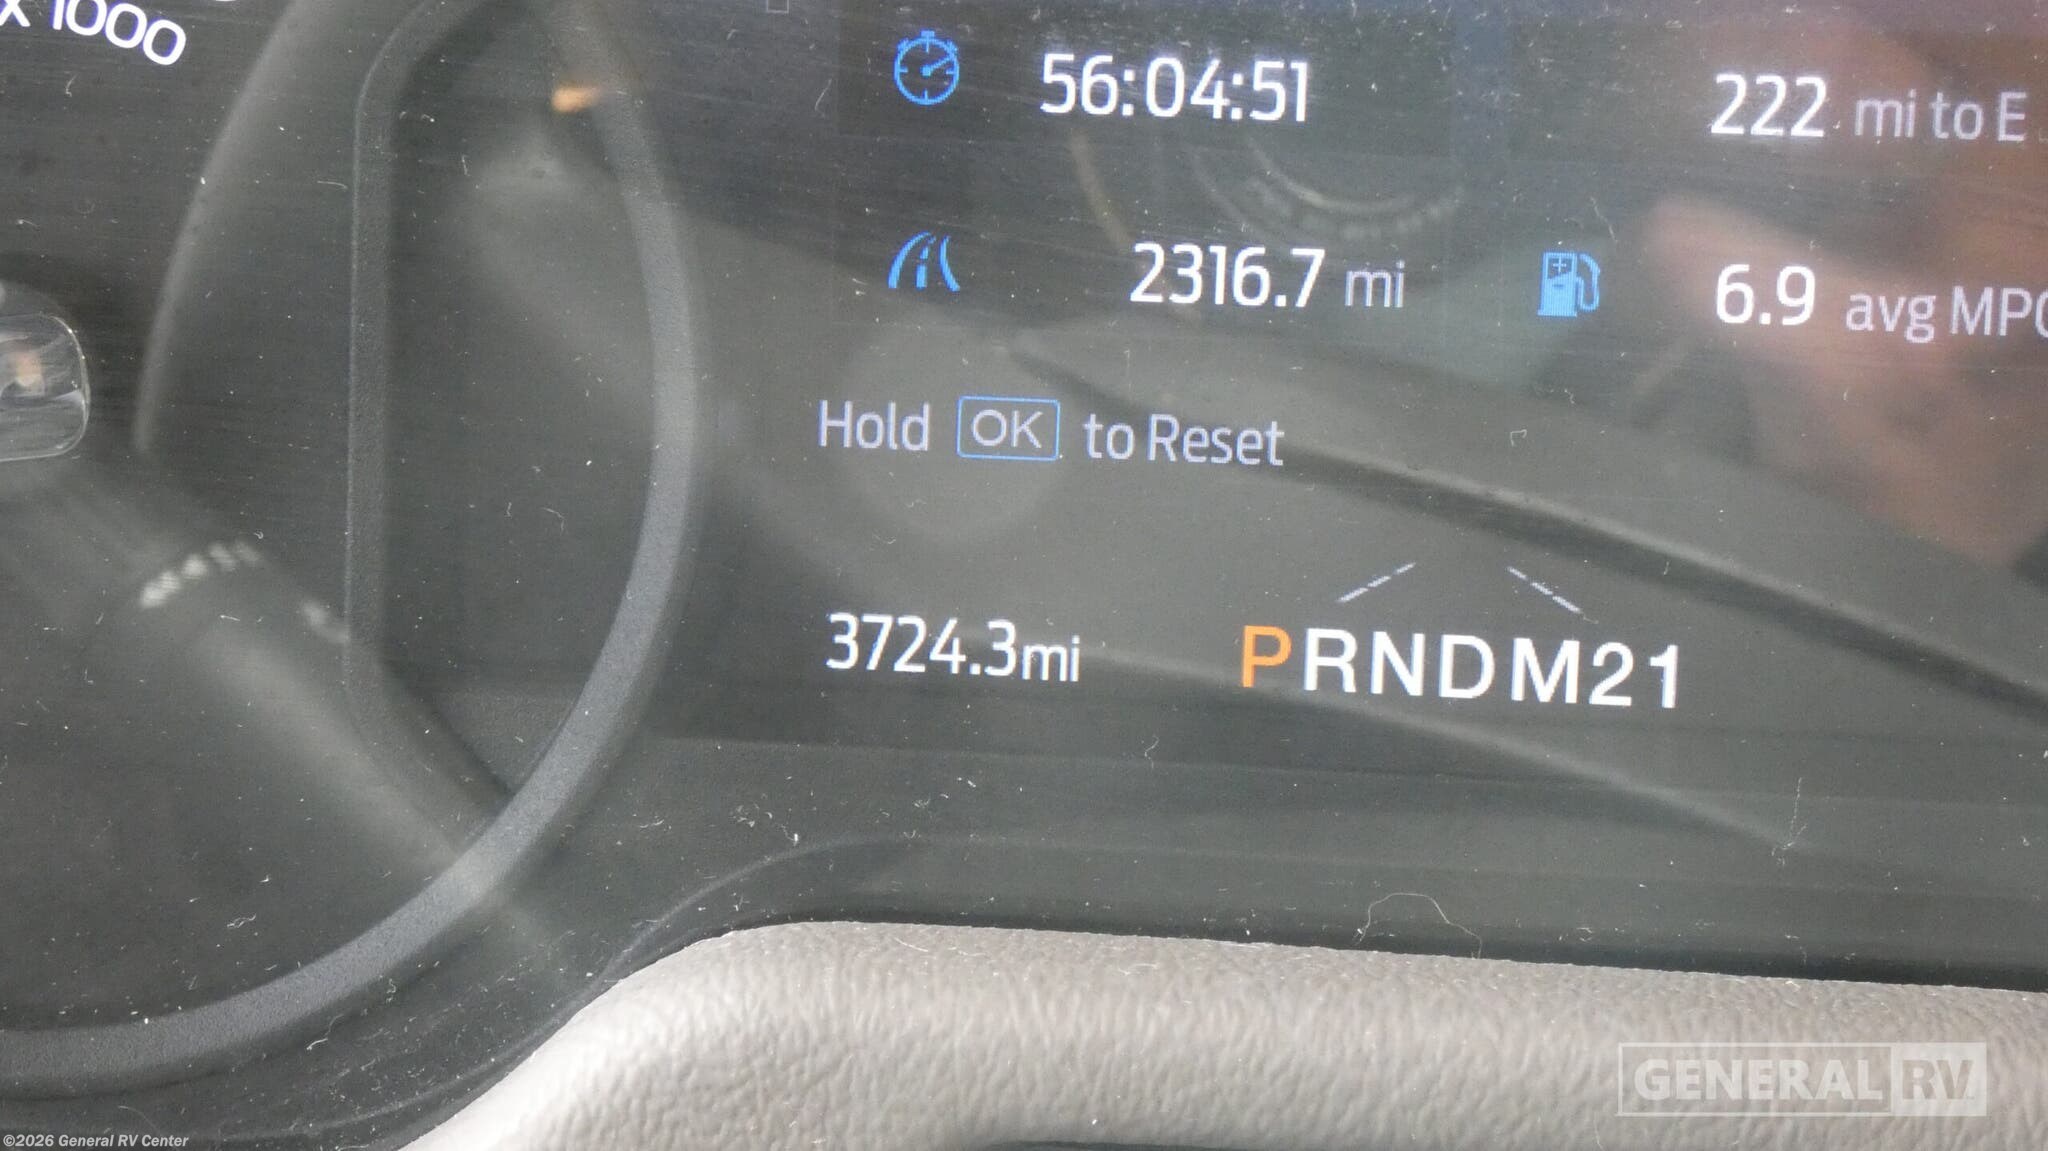 x 1000
56:04:51
222 mi to E
2316.7 mi
6.9 avg MPG
Hold OK to Reset
3724.3mi
PRNDM21
GENERAL RV
©2026 General RV Center